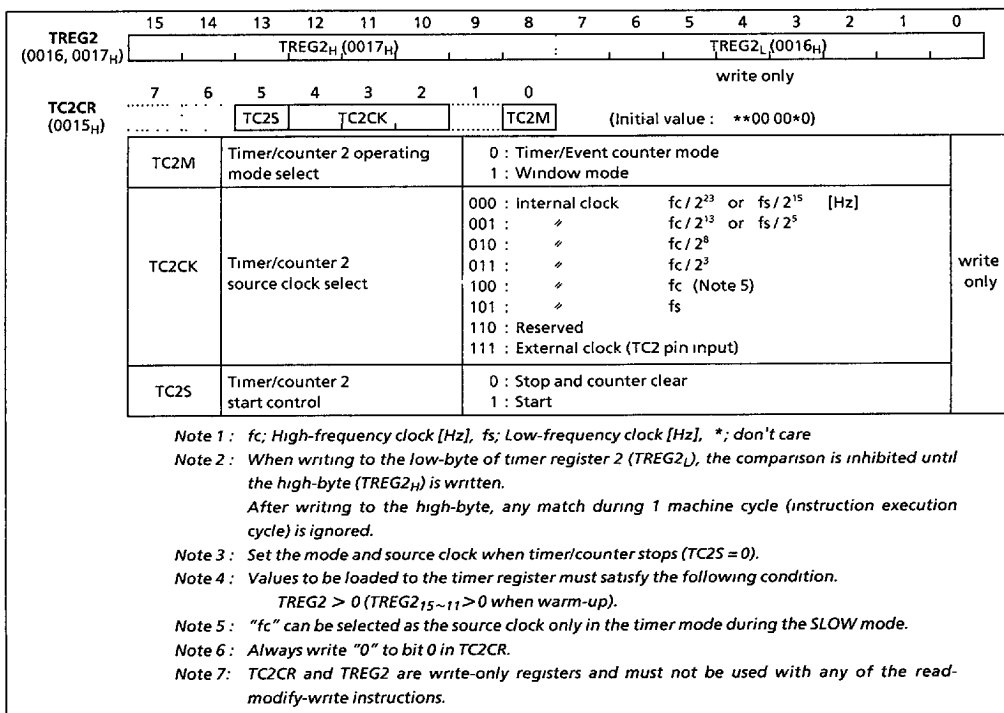 15 14 13 12 11 10 9 8 7 6 5 4 3 2 1 0
TREG2
(0016, 0017H)
TREG2H (0017H) TREG2L (0016H)
write only
7 6 5 4 3 2 1 0
TC2CR
(0015H)
TC2S TC2CK TC2M (Initial value : **00 00*0)
TC2M Timer/counter 2 operating mode select
0 : Timer/Event counter mode
1 : Window mode
TC2CK Timer/counter 2 source clock select
000 : Internal clock fc/2²³ or fs/2¹⁵ [Hz]
001 : 〃 fc/2¹³ or fs/2⁵
010 : 〃 fc/2⁸
011 : 〃 fc/2³
100 : 〃 fc (Note 5)
101 : 〃 fs
110 : Reserved
111 : External clock (TC2 pin input)
TC2S Timer/counter 2 start control
0 : Stop and counter clear
1 : Start
write only
Note 1 : fc; High-frequency clock [Hz], fs; Low-frequency clock [Hz], *; don't care
Note 2 : When writing to the low-byte of timer register 2 (TREG2L), the comparison is inhibited until
the high-byte (TREG2H) is written.
After writing to the high-byte, any match during 1 machine cycle (instruction execution
cycle) is ignored.
Note 3 : Set the mode and source clock when timer/counter stops (TC2S = 0).
Note 4 : Values to be loaded to the timer register must satisfy the following condition.
TREG2 > 0 (TREG215~11 > 0 when warm-up).
Note 5 : "fc" can be selected as the source clock only in the timer mode during the SLOW mode.
Note 6 : Always write "0" to bit 0 in TC2CR.
Note 7: TC2CR and TREG2 are write-only registers and must not be used with any of the read-
modify-write instructions.